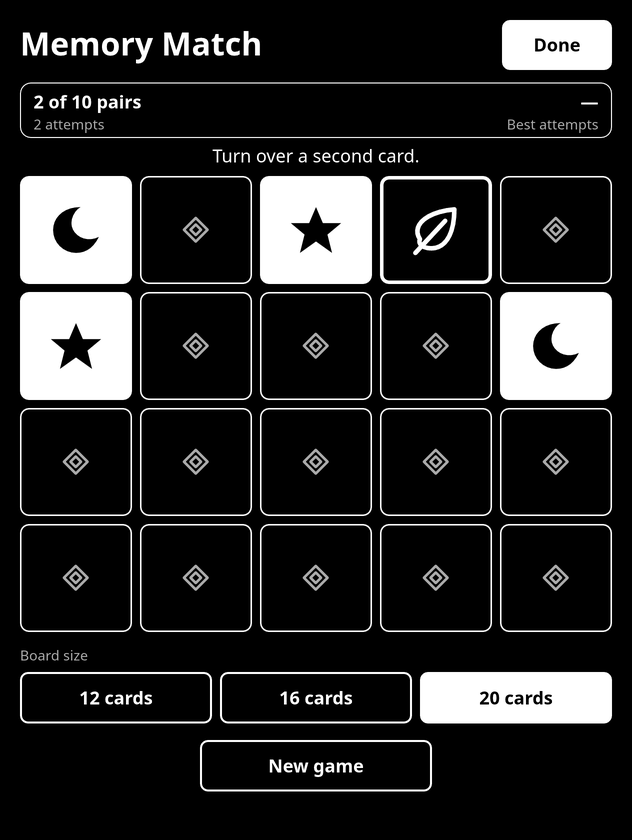 Memory Match
Done
2 of 10 pairs
—
2 attempts
Best attempts
Turn over a second card.
Board size
12 cards
16 cards
20 cards
New game